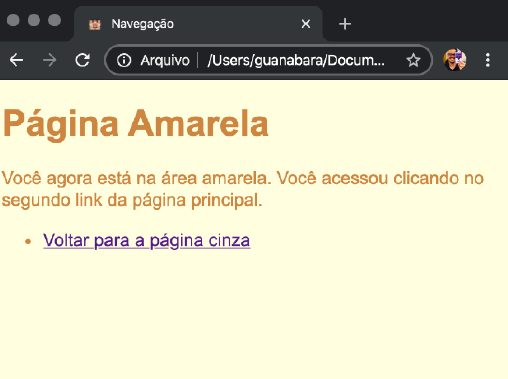 Navegação
Arquivo /Users/guanabara/Docum...
Página Amarela
Você agora está na área amarela. Você acessou clicando no
segundo link da página principal.
Voltar para a página cinza